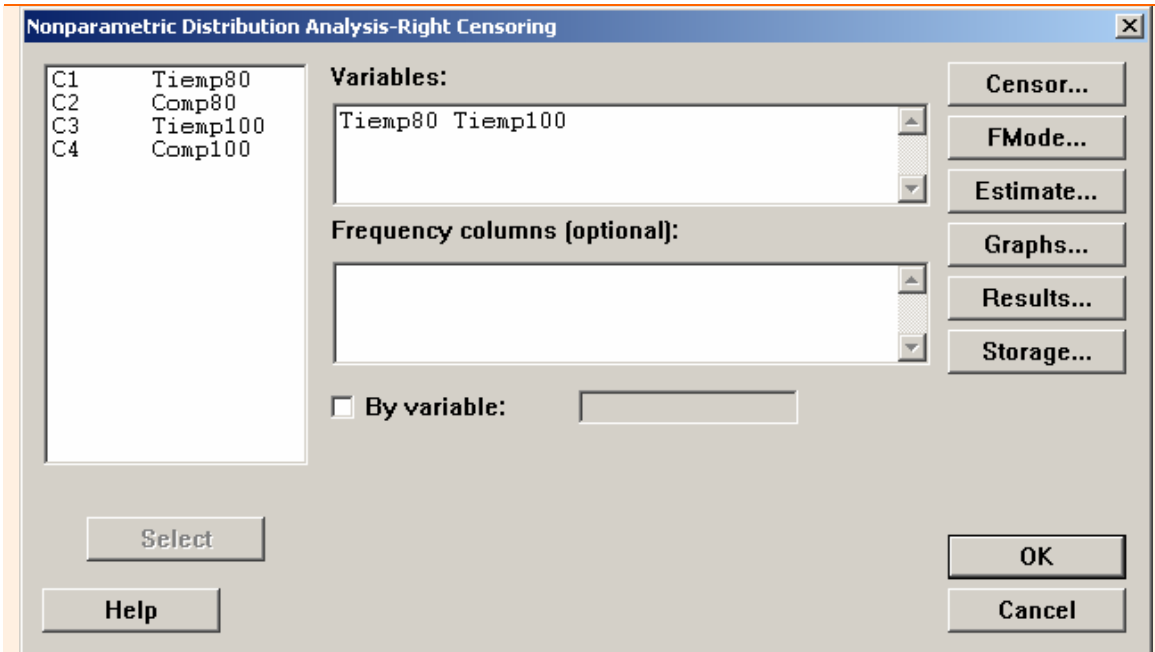 Nonparametric Distribution Analysis-Right Censoring
C1 Tiemp80
C2 Comp80
C3 Tiemp100
C4 Comp100
Variables:
Tiemp80 Tiemp100
Frequency columns (optional):
By variable:
Censor...
FMode...
Estimate...
Graphs...
Results...
Storage...
Select
Help
OK
Cancel